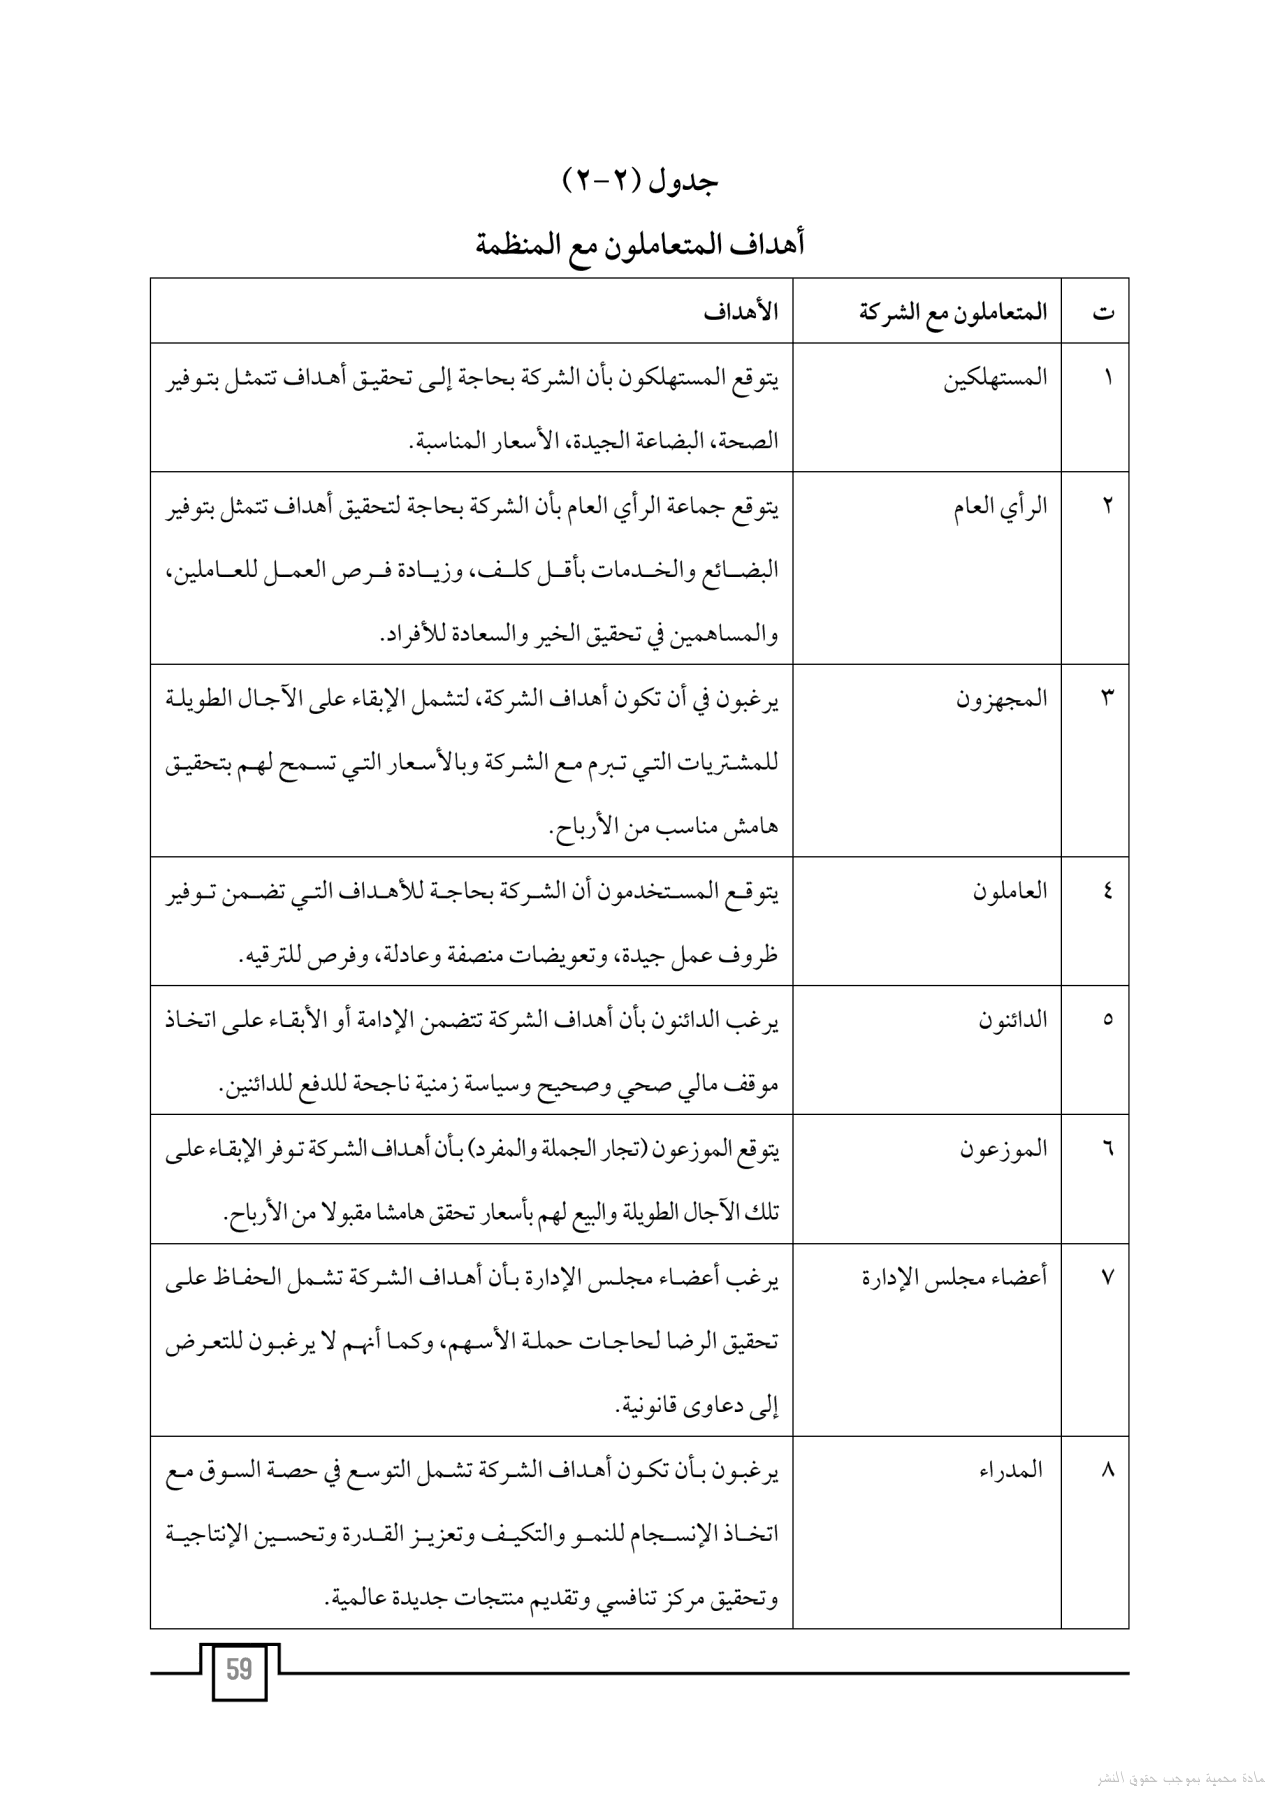 جدول (٢-٢)
أهداف المتعاملون مع المنظمة
ت المتعاملون مع الشركة الأهداف
١ المستهلكين يتوقع المستهلكون بأن الشركة بحاجة إلى تحقيق أهداف تتمثل بتوفير
الصحة، البضاعة الجيدة، الأسعار المناسبة.
٢ الرأي العام يتوقع جماعة الرأي العام بأن الشركة بحاجة لتحقيق أهداف تتمثل بتوفير
البضائع والخدمات بأقل كلف، وزيادة فرص العمل للعاملين،
والمساهمين في تحقيق الخير والسعادة للأفراد.
٣ المجهزون يرغبون في أن تكون أهداف الشركة، لتشمل الإبقاء على الآجال الطويلة
للمشتريات التي تبرم مع الشركة وبالأسعار التي تسمح لهم بتحقيق
هامش مناسب من الأرباح.
٤ العاملون يتوقع المستخدمون أن الشركة بحاجة للأهداف التي تضمن توفير
ظروف عمل جيدة، وتعويضات منصفة وعادلة، وفرص للترقيه.
٥ الدائنون يرغب الدائنون بأن أهداف الشركة تتضمن الإدامة أو الأبقاء على اتخاذ
موقف مالي صحي وصحيح وسياسة زمنية ناجحة للدفع للدائنين.
٦ الموزعون يتوقع الموزعون (تجار الجملة والمفرد) بأن أهداف الشركة توفر الإبقاء على
تلك الآجال الطويلة والبيع لهم بأسعار تحقق هامشا مقبولا من الأرباح.
٧ أعضاء مجلس الإدارة يرغب أعضاء مجلس الإدارة بأن أهداف الشركة تشمل الحفاظ على
تحقيق الرضا لحاجات حملة الأسهم، وكما أنهم لا يرغبون للتعرض
إلى دعاوى قانونية.
٨ المدراء يرغبون بأن تكون أهداف الشركة تشمل التوسع في حصة السوق مع
اتخاذ الإنسجام للنمو والتكيف وتعزيز القدرة وتحسين الإنتاجية
وتحقيق مركز تنافسي وتقديم منتجات جديدة عالمية.
59
مادة محمية بموجب حقوق النشر